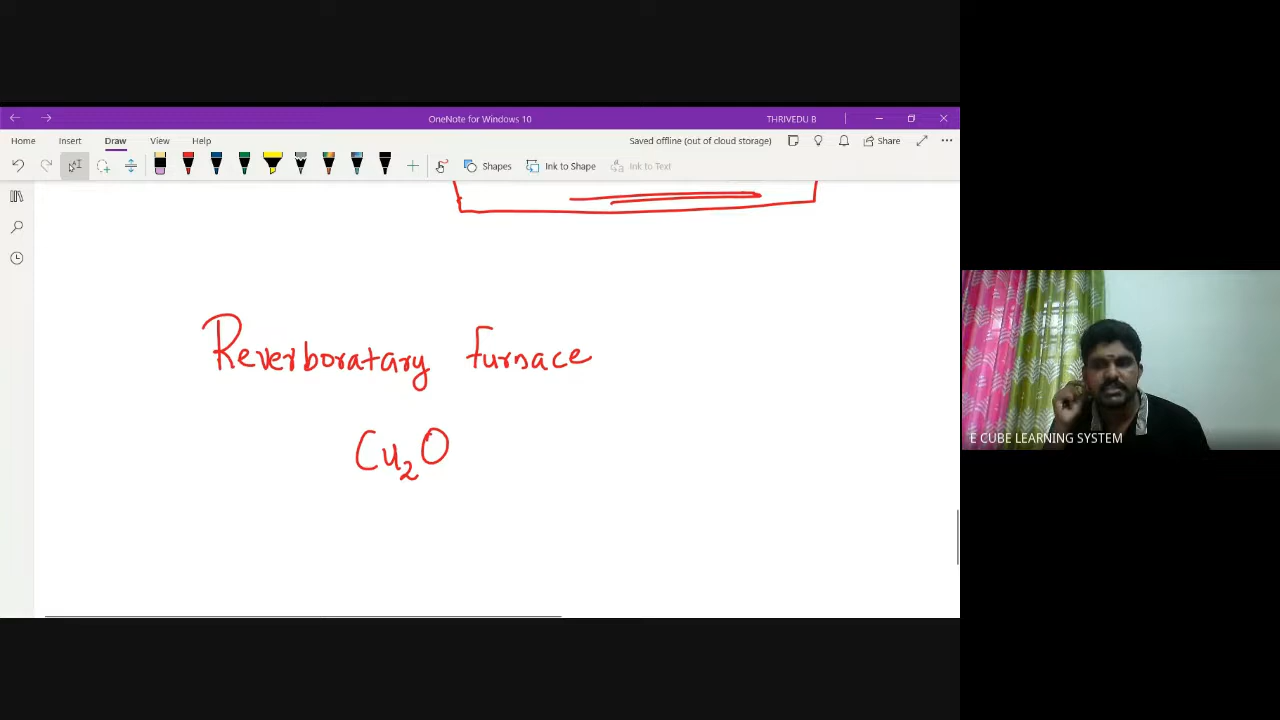 OneNote for Windows 10
THRIVEDU B
Home Insert Draw View Help
Saved offline (out of cloud storage)
Share
Shapes
Ink to Shape
Ink to Text
Reverboratary furnace
Cu₂O
E CUBE LEARNING SYSTEM